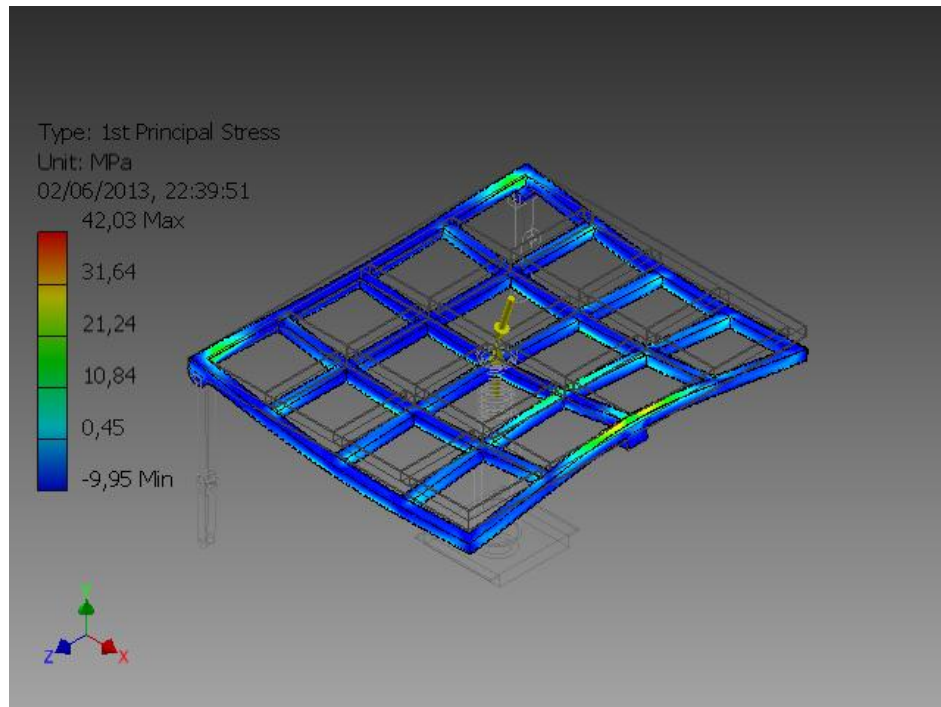 Type: 1st Principal Stress
Unit: MPa
02/06/2013, 22:39:51
42,03 Max
31,64
21,24
10,84
0,45
-9,95 Min
Y
Z
X